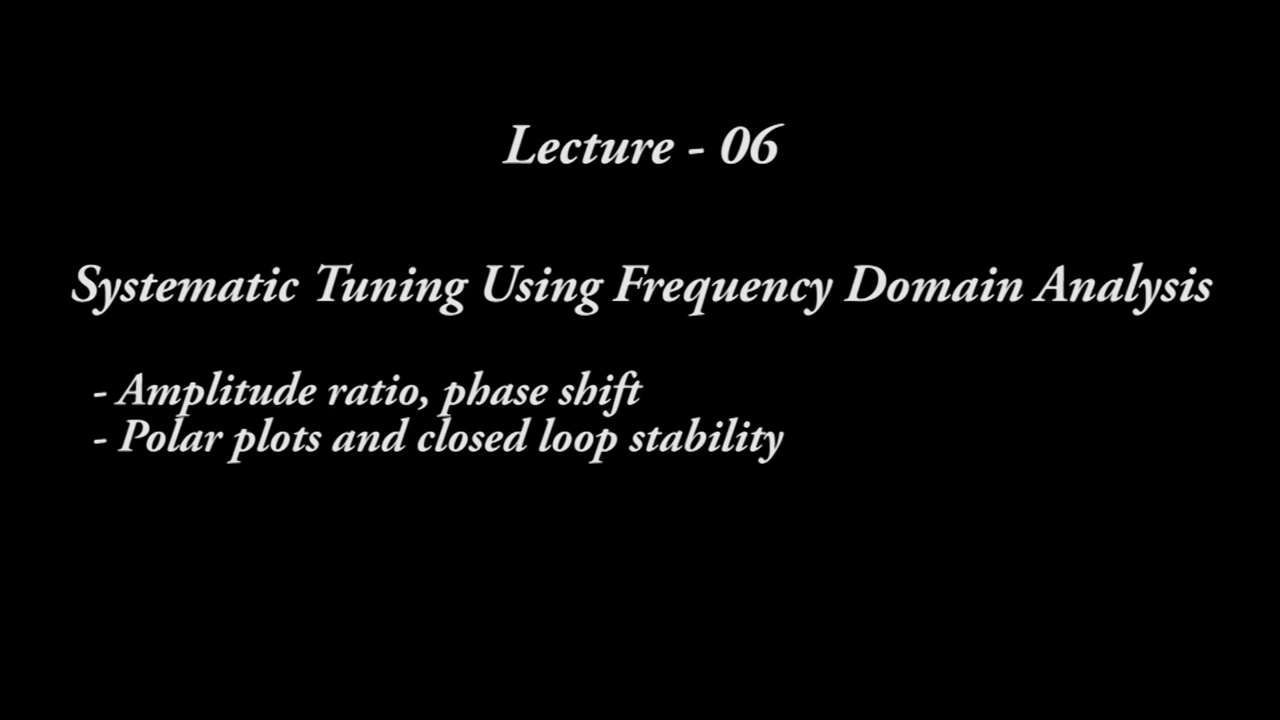 Lecture - 06
Systematic Tuning Using Frequency Domain Analysis
- Amplitude ratio, phase shift
- Polar plots and closed loop stability